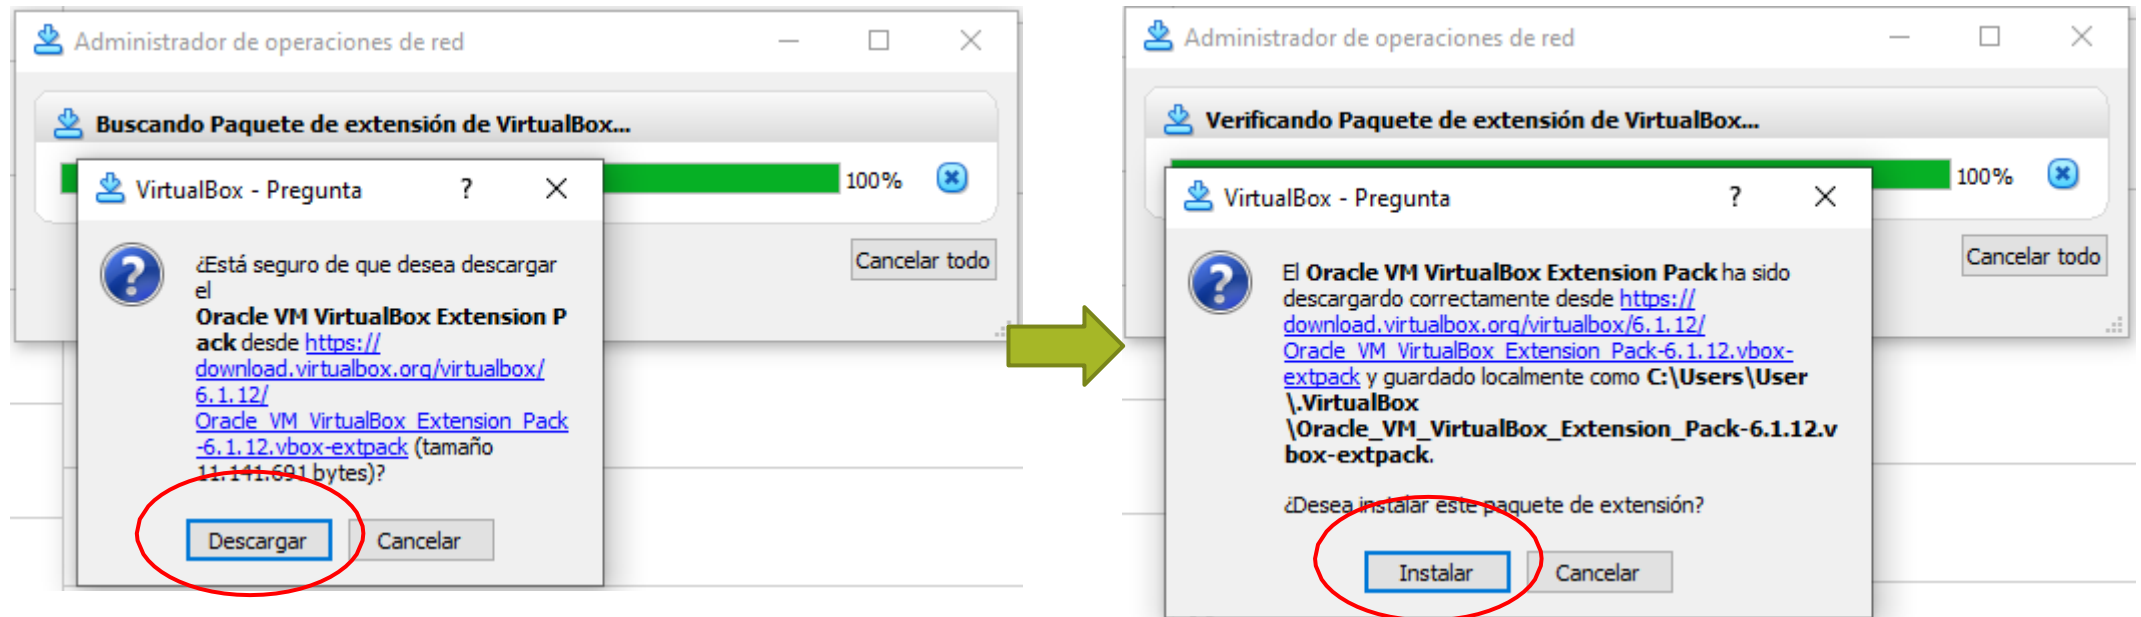 Administrador de operaciones de red
Buscando Paquete de extensión de VirtualBox...
100%
VirtualBox - Pregunta
?
¿Está seguro de que desea descargar
el
Oracle VM VirtualBox Extension P
ack desde https://
download.virtualbox.org/virtualbox/
6.1.12/
Oracle_VM_VirtualBox_Extension_Pack
-6.1.12.vbox-extpack (tamaño
11.141.691 bytes)?
Descargar
Cancelar
Cancelar todo
Administrador de operaciones de red
Verificando Paquete de extensión de VirtualBox...
100%
VirtualBox - Pregunta
?
El Oracle VM VirtualBox Extension Pack ha sido
descargardo correctamente desde https://
download.virtualbox.org/virtualbox/6.1.12/
Oracle_VM_VirtualBox_Extension_Pack-6.1.12.vbox-
extpack y guardado localmente como C:\Users\User
\.VirtualBox
\Oracle_VM_VirtualBox_Extension_Pack-6.1.12.v
box-extpack.
¿Desea instalar este paquete de extensión?
Instalar
Cancelar
Cancelar todo